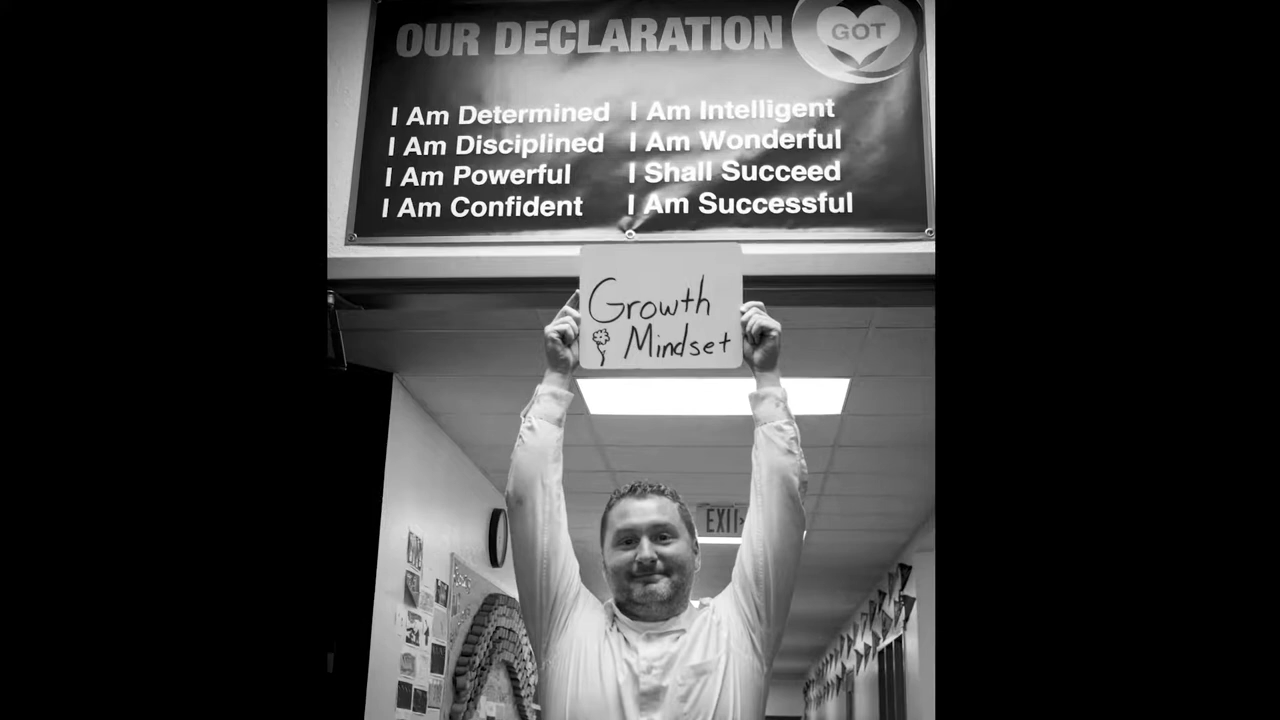 OUR DECLARATION
GOT
I Am Determined
I Am Disciplined
I Am Powerful
I Am Confident
I Am Intelligent
I Am Wonderful
I Shall Succeed
I Am Successful
Growth
Mindset
EXIT